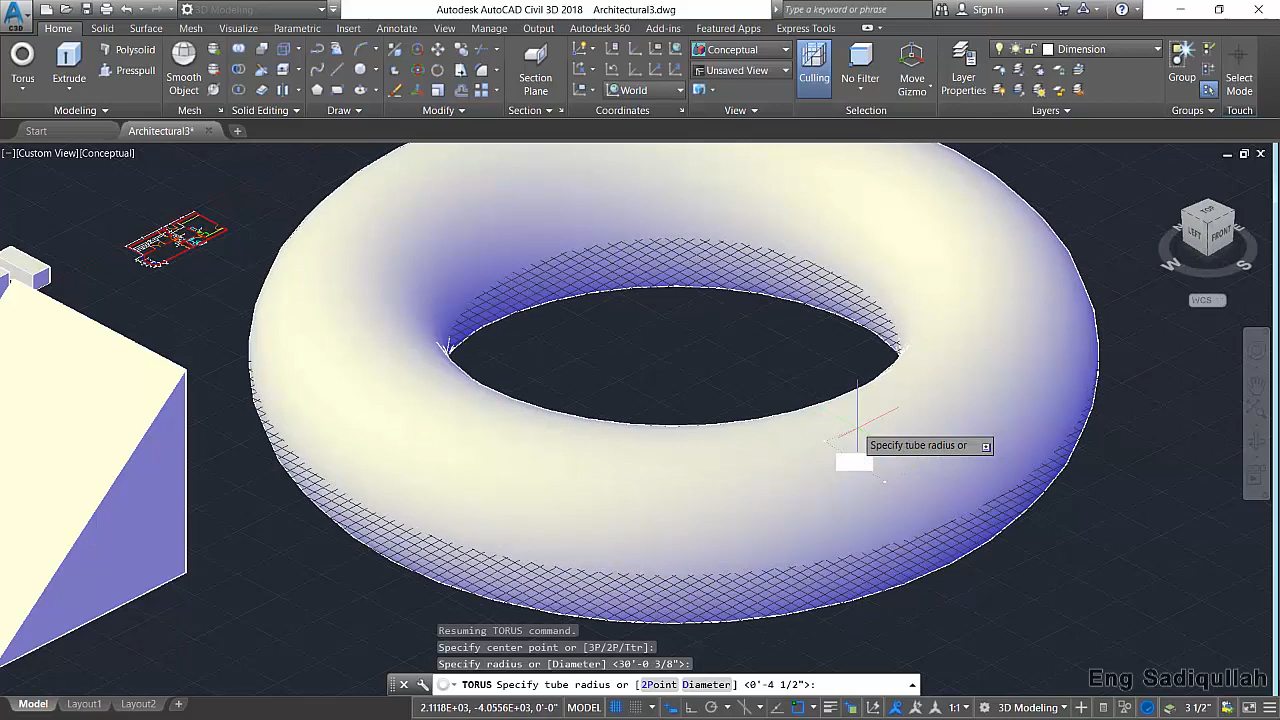 3D Modeling
Autodesk AutoCAD Civil 3D 2018 Architectural3.dwg
Type a keyword or phrase
Sign In
C3D
Home Solid Surface Mesh Visualize Parametric Insert Annotate View Manage Output Autodesk 360 Add-ins Featured Apps Express Tools
Torus
Extrude
Polysolid
Presspull
Smooth Object
Section Plane
World
Conceptual
Unsaved View
Culling
No Filter
Move Gizmo
Layer Properties
Dimension
Group
Select Mode
Modeling Mesh Solid Editing Draw Modify Section Coordinates View Selection Layers Groups Touch
Start Architectural3*
[−][Custom View][Conceptual]
TOP
LEFT FRONT
W S
WCS
Specify tube radius or
Resuming TORUS command.
Specify center point or [3P/2P/Ttr]:
Specify radius or [Diameter] <30'-0 3/8">:
TORUS Specify tube radius or [2Point Diameter] <0'-4 1/2">:
Eng Sadiqullah
Model Layout1 Layout2
2.1118E+03, -4.0556E+03, 0'-0" MODEL 1:1 3D Modeling 3 1/2"